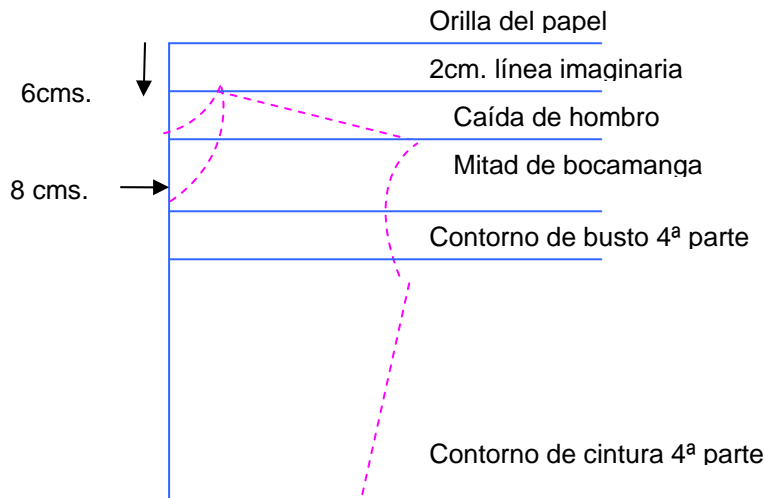 Orilla del papel
2cm. línea imaginaria
6cms.
Caída de hombro
Mitad de bocamanga
8 cms.
Contorno de busto 4ª parte
Contorno de cintura 4ª parte